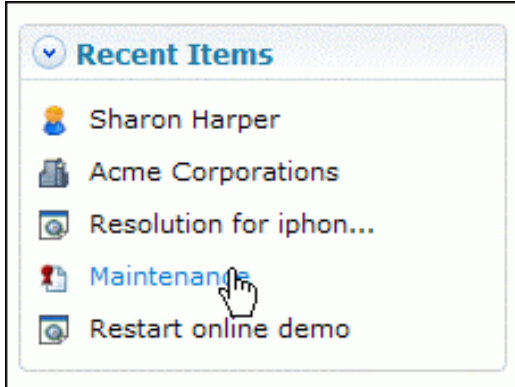 Recent Items
Sharon Harper
Acme Corporations
Resolution for iphon...
Maintenance
Restart online demo